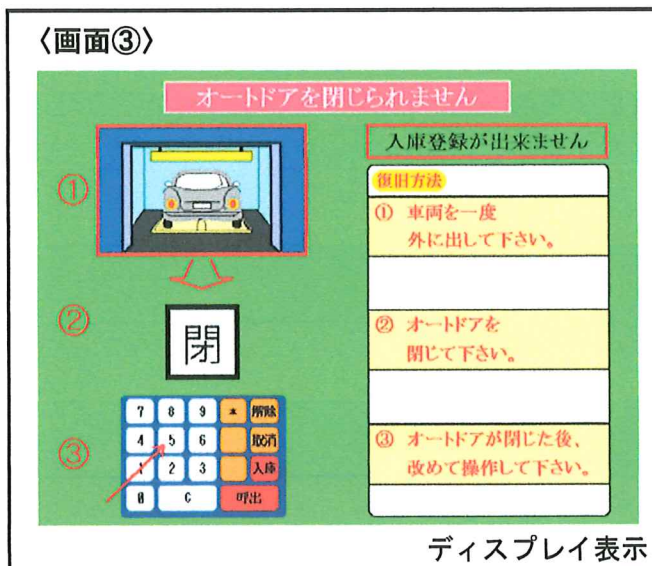 〈画面③〉
オートドアを閉じられません
入庫登録が出来ません
復旧方法
①
① 車両を一度
外に出して下さい。
②
閉
② オートドアを
閉じて下さい。
③
7 8 9 * 解除
4 5 6 取消
1 2 3 入庫
0 C 呼出
③ オートドアが閉じた後、
改めて操作して下さい。
ディスプレイ表示